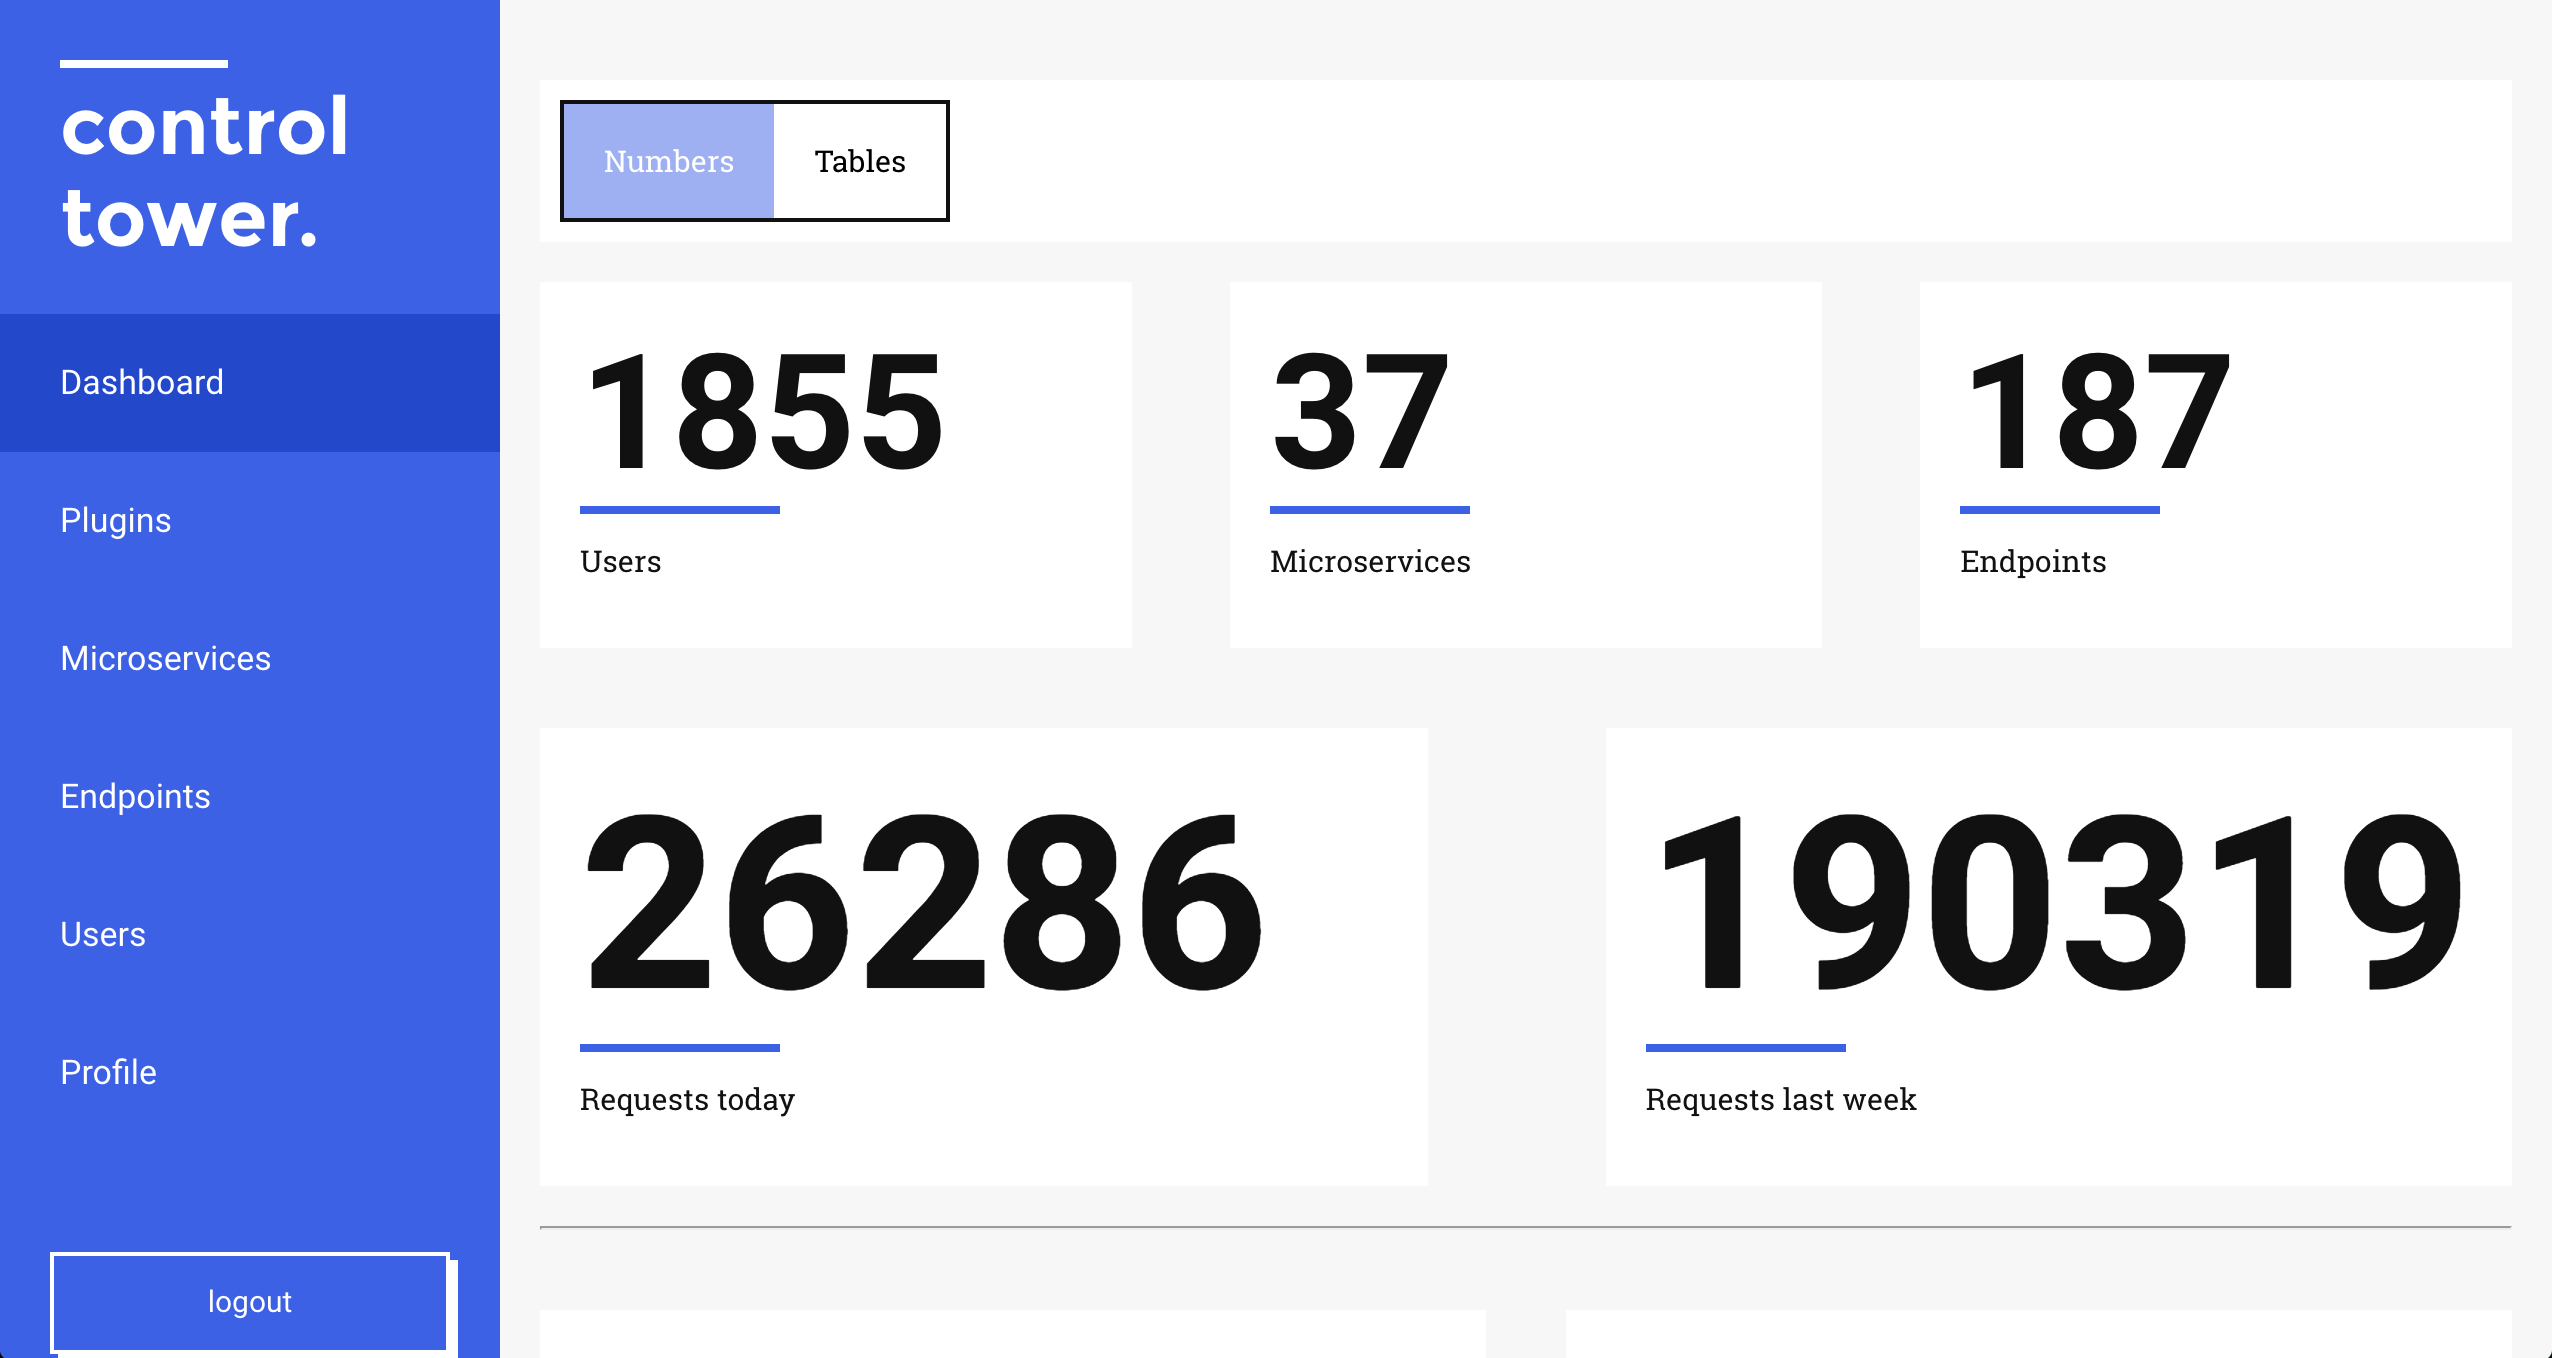 control
tower.
Dashboard
Plugins
Microservices
Endpoints
Users
Profile
logout
Numbers
Tables
1855
Users
37
Microservices
187
Endpoints
26286
Requests today
190319
Requests last week